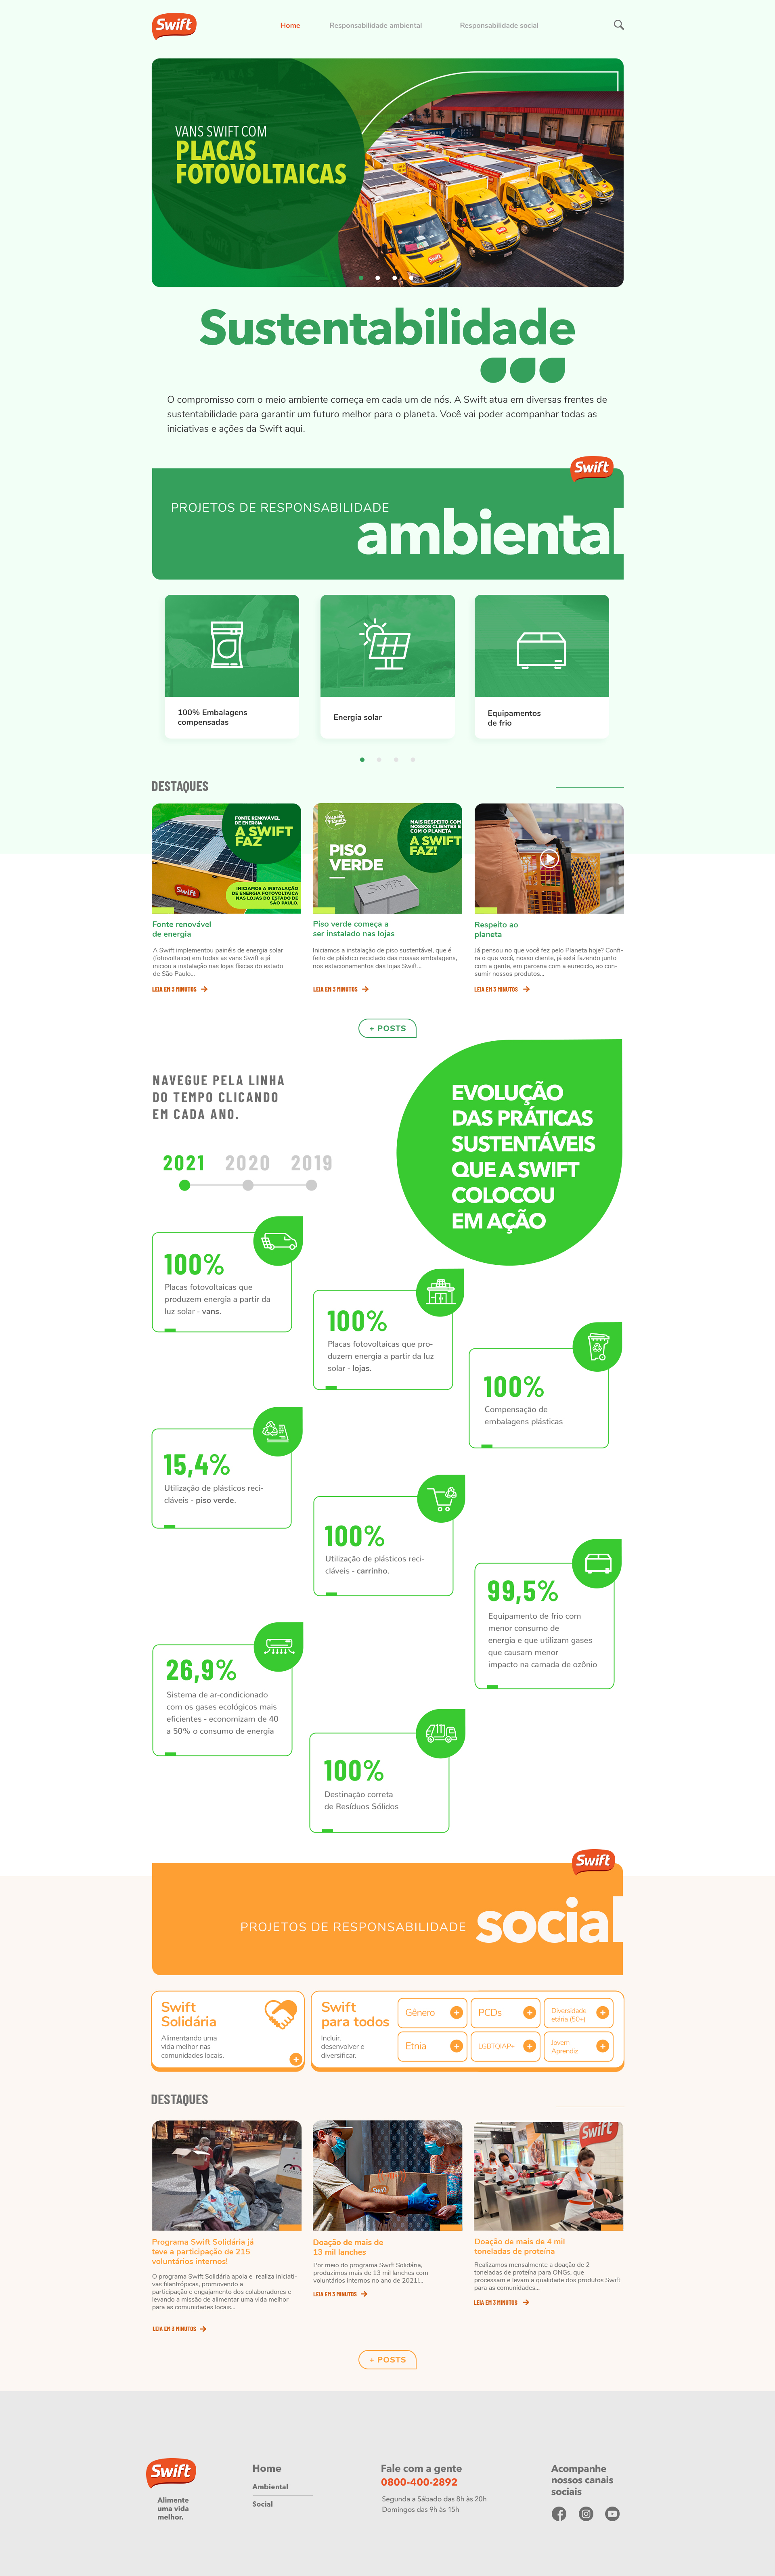 Swift
Home
Responsabilidade ambiental
Responsabilidade social
VANS SWIFT COM
PLACAS
FOTOVOLTAICAS
Sustentabilidade
O compromisso com o meio ambiente começa em cada um de nós. A Swift atua em diversas frentes de
sustentabilidade para garantir um futuro melhor para o planeta. Você vai poder acompanhar todas as
iniciativas e ações da Swift aqui.
Swift
PROJETOS DE RESPONSABILIDADE
ambiental
100% Embalagens
compensadas
Energia solar
Equipamentos
de frio
DESTAQUES
FONTE RENOVÁVEL
DE ENERGIA
A SWIFT
FAZ
Swift
INICIAMOS A INSTALAÇÃO
DE ENERGIA FOTOVOLTAICA
NAS LOJAS DO ESTADO DE
SÃO PAULO.
Fonte renovável
de energia
A Swift implementou painéis de energia solar
(fotovoltaica) em todas as vans Swift e já
iniciou a instalação nas lojas físicas do estado
de São Paulo...
LEIA EM 3 MINUTOS
Respeito
Planeta
MAIS RESPEITO COM
NOSSOS CLIENTES E
COM O PLANETA
A SWIFT
FAZ!
PISO
VERDE
Swift
Piso verde começa a
ser instalado nas lojas
Iniciamos a instalação de piso sustentável, que é
feito de plástico reciclado das nossas embalagens,
nos estacionamentos das lojas Swift...
LEIA EM 3 MINUTOS
Respeito ao
planeta
Já pensou no que você fez pelo Planeta hoje? Confi-
ra o que você, nosso cliente, já está fazendo junto
com a gente, em parceria com a eureciclo, ao con-
sumir nossos produtos...
LEIA EM 3 MINUTOS
+ POSTS
NAVEGUE PELA LINHA
DO TEMPO CLICANDO
EM CADA ANO.
2021 2020 2019
EVOLUÇÃO
DAS PRÁTICAS
SUSTENTÁVEIS
QUE A SWIFT
COLOCOU
EM AÇÃO
100%
Placas fotovoltaicas que
produzem energia a partir da
luz solar - vans.
100%
Placas fotovoltaicas que pro-
duzem energia a partir da luz
solar - lojas.
100%
Compensação de
embalagens plásticas
15,4%
Utilização de plásticos reci-
cláveis - piso verde.
100%
Utilização de plásticos reci-
cláveis - carrinho.
99,5%
Equipamento de frio com
menor consumo de
energia e que utilizam gases
que causam menor
impacto na camada de ozônio
26,9%
Sistema de ar-condicionado
com os gases ecológicos mais
eficientes - economizam de 40
a 50% o consumo de energia
100%
Destinação correta
de Resíduos Sólidos
Swift
PROJETOS DE RESPONSABILIDADE
social
Swift
Solidária
Alimentando uma
vida melhor nas
comunidades locais.
+
Swift
para todos
Incluir,
desenvolver e
diversificar.
Gênero +
PCDs +
Diversidade
etária (50+) +
Etnia +
LGBTQIAP+ +
Jovem
Aprendiz +
DESTAQUES
Programa Swift Solidária já
teve a participação de 215
voluntários internos!
O programa Swift Solidária apoia e realiza iniciati-
vas filantrópicas, promovendo a
participação e engajamento dos colaboradores e
levando a missão de alimentar uma vida melhor
para as comunidades locais...
LEIA EM 3 MINUTOS
Swift
Doação de mais de
13 mil lanches
Por meio do programa Swift Solidária,
produzimos mais de 13 mil lanches com
voluntários internos no ano de 2021!...
LEIA EM 3 MINUTOS
Swift
Doação de mais de 4 mil
toneladas de proteína
Realizamos mensalmente a doação de 2
toneladas de proteína para ONGs, que
processam e levam a qualidade dos produtos Swift
para as comunidades...
LEIA EM 3 MINUTOS
+ POSTS
Swift
Alimente
uma vida
melhor.
Home
Ambiental
Social
Fale com a gente
0800-400-2892
Segunda a Sábado das 8h às 20h
Domingos das 9h às 15h
Acompanhe
nossos canais
sociais